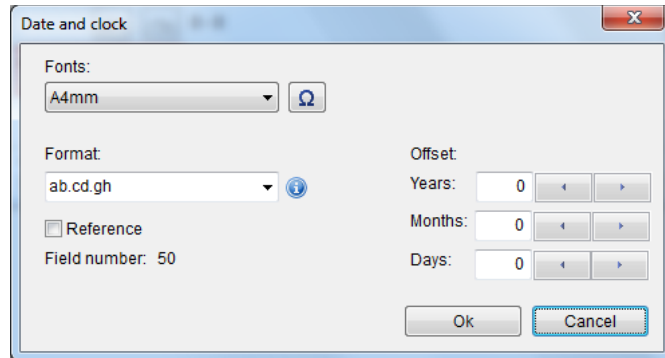 Date and clock
Fonts:
A4mm
Ω
Format:
ab.cd.gh
Reference
Field number: 50
Offset:
Years: 0
Months: 0
Days: 0
Ok
Cancel